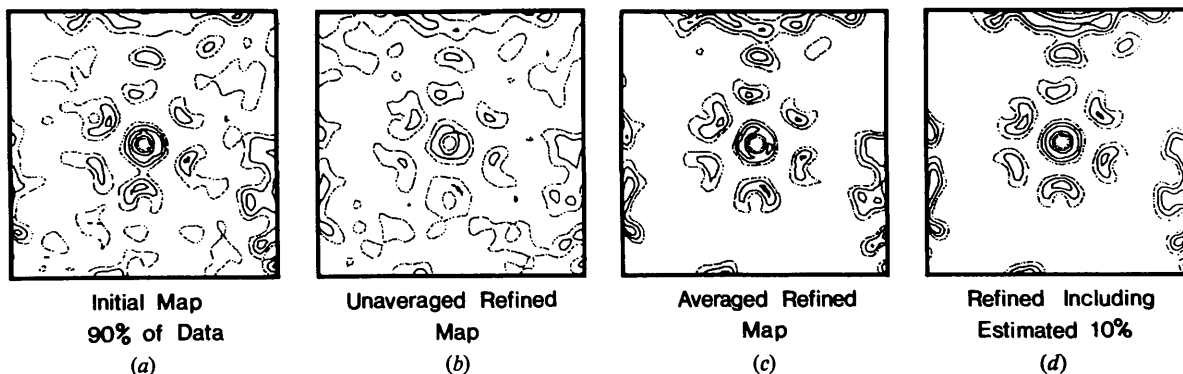 Initial Map
90% of Data
(a)
Unaveraged Refined
Map
(b)
Averaged Refined
Map
(c)
Refined Including
Estimated 10%
(d)